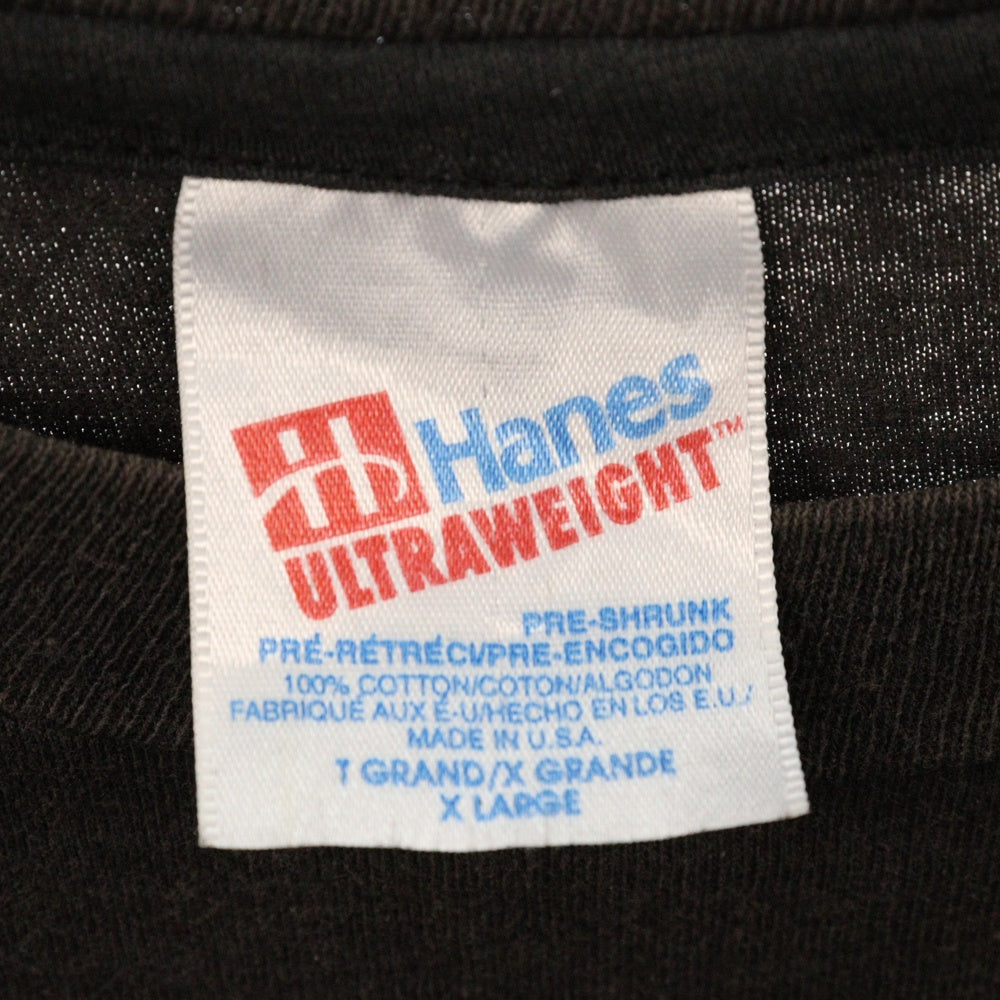 Hanes
ULTRAWEIGHT™
PRE-SHRUNK
PRÉ-RÉTRÉCI/PRE-ENCOGIDO
100% COTTON/COTON/ALGODON
FABRIQUÉ AUX É-U/HECHO EN LOS E.U./
MADE IN U.S.A.
T GRAND/X GRANDE
X LARGE